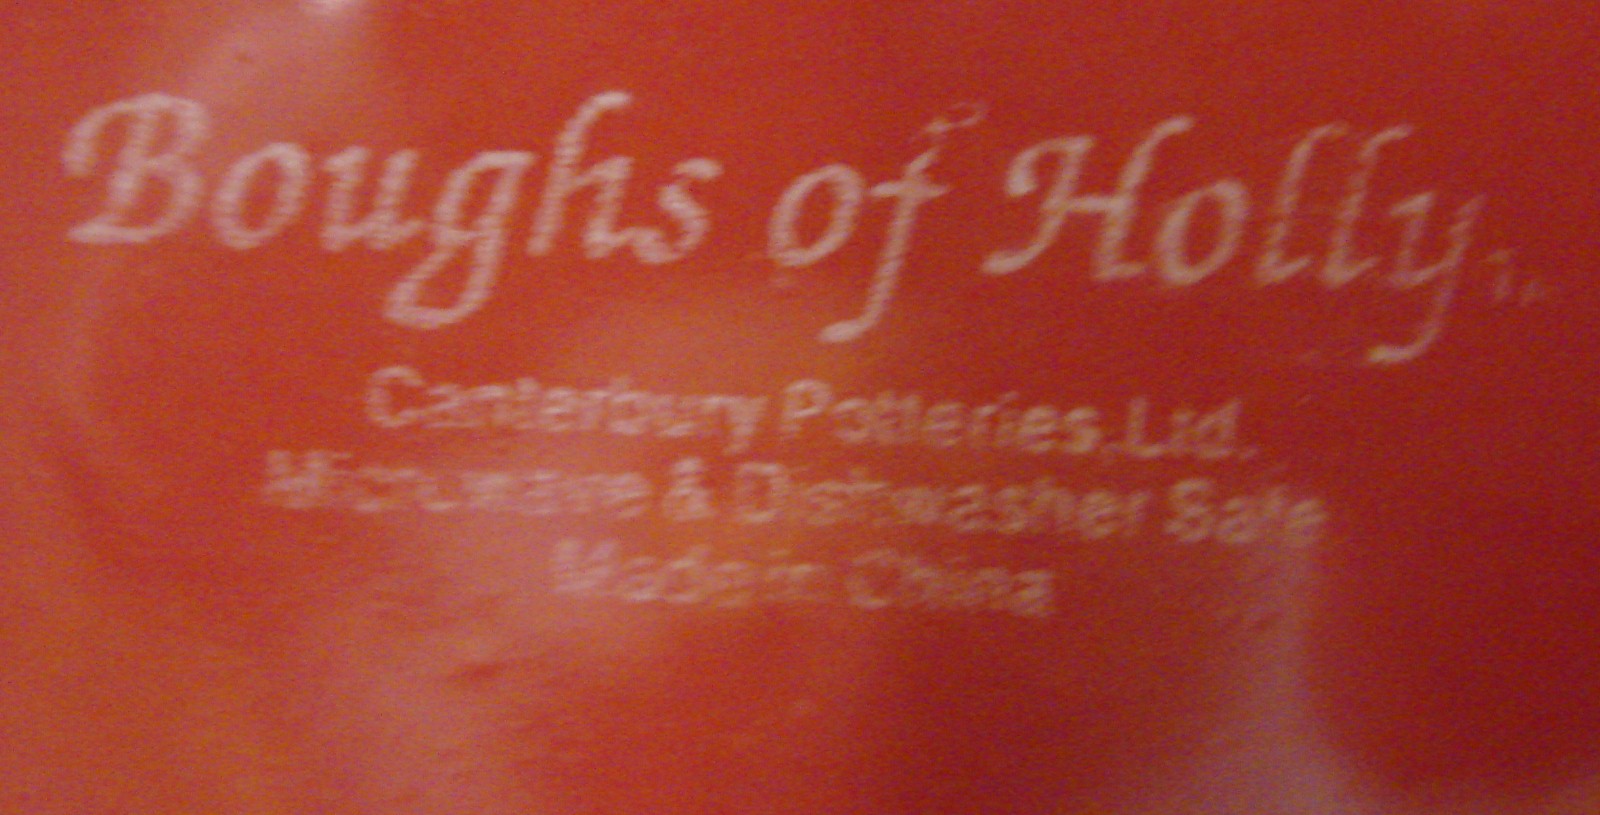 Boughs of Holly
Canterbury Potteries, Ltd.
Microwave & Dishwasher Safe
Made in China